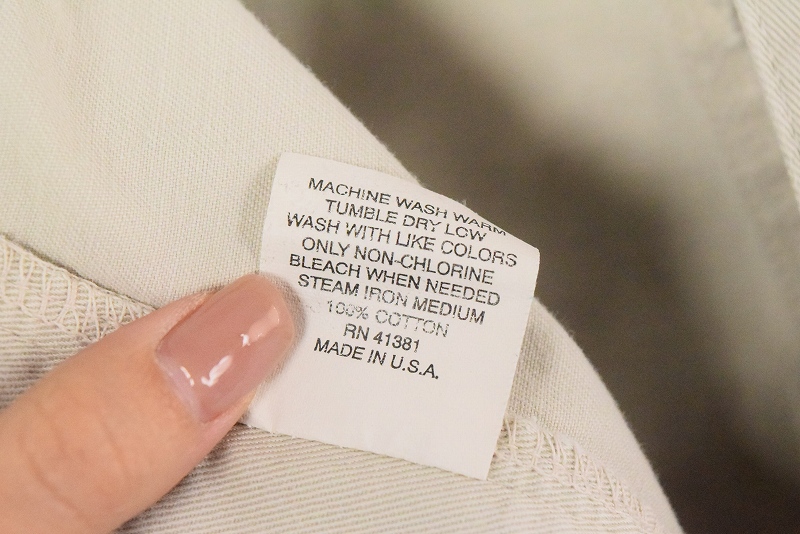 MACHINE WASH WARM
TUMBLE DRY LOW
WASH WITH LIKE COLORS
ONLY NON-CHLORINE
BLEACH WHEN NEEDED
STEAM IRON MEDIUM
100% COTTON
RN 41381
MADE IN U.S.A.